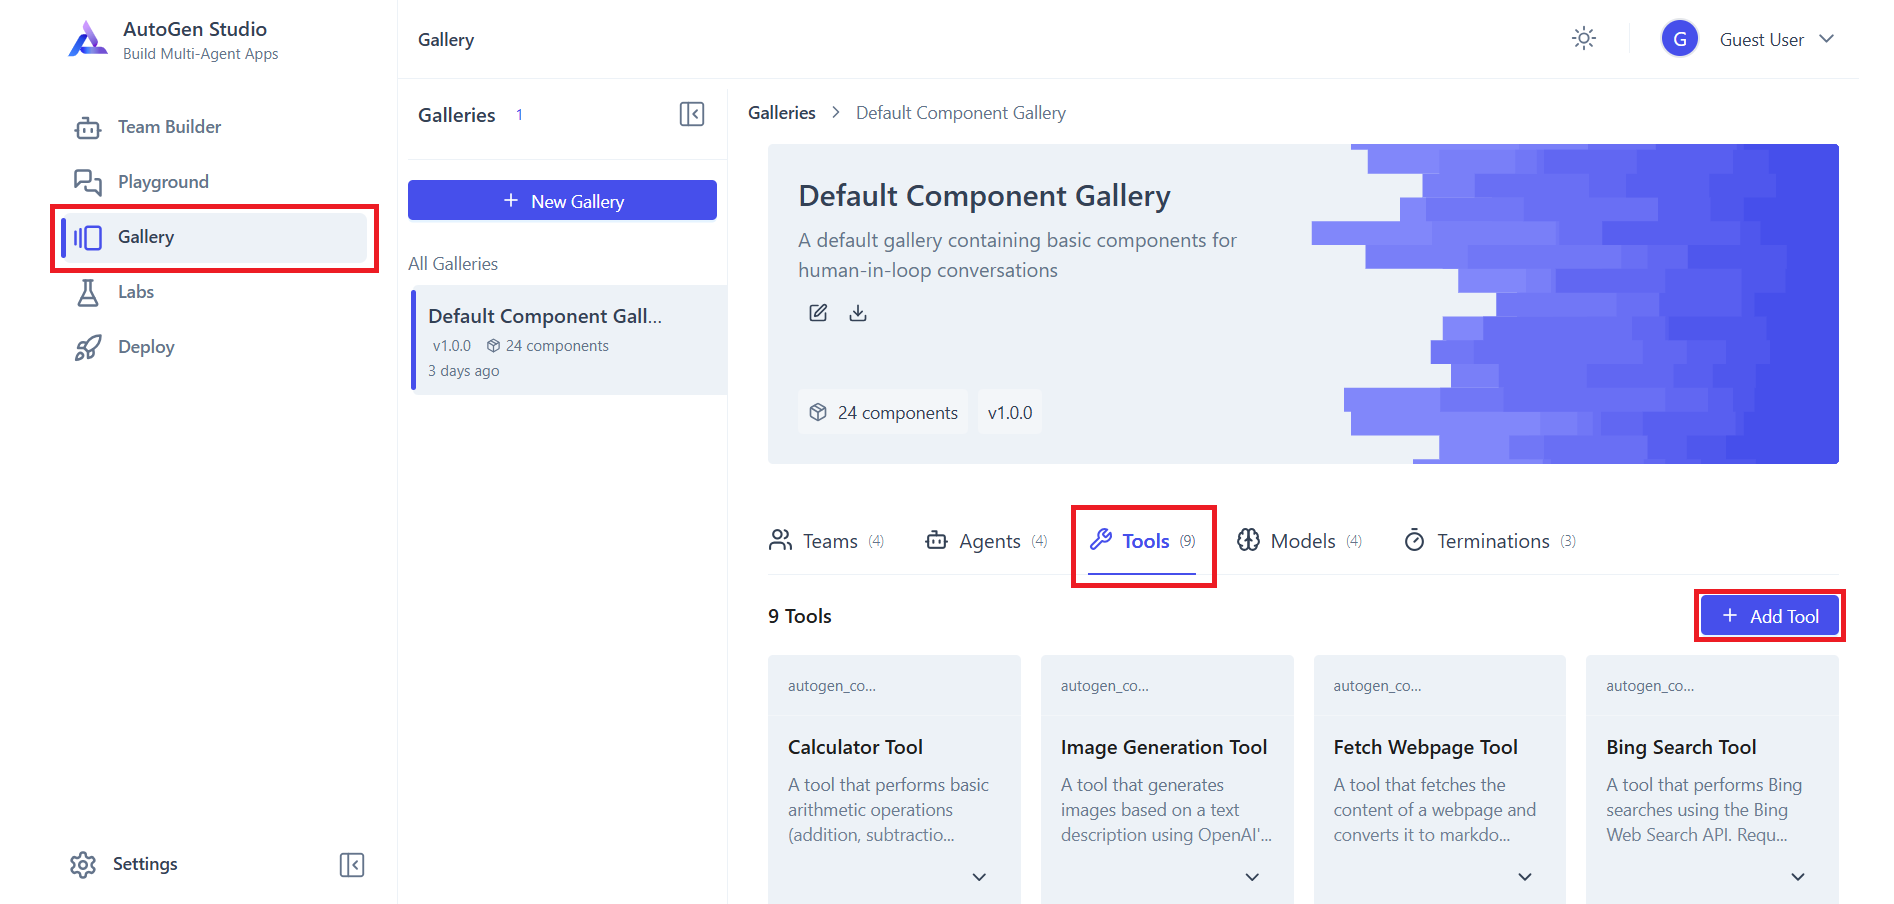 AutoGen Studio
Build Multi-Agent Apps
Team Builder
Playground
Gallery
Labs
Deploy
Settings
Gallery
G
Guest User
Galleries 1
+ New Gallery
All Galleries
Default Component Gall...
v1.0.0 24 components
3 days ago
Galleries > Default Component Gallery
Default Component Gallery
A default gallery containing basic components for
human-in-loop conversations
24 components v1.0.0
Teams (4) Agents (4) Tools (9) Models (4) Terminations (3)
9 Tools
+ Add Tool
autogen_co...
Calculator Tool
A tool that performs basic
arithmetic operations
(addition, subtractio...
autogen_co...
Image Generation Tool
A tool that generates
images based on a text
description using OpenAI'...
autogen_co...
Fetch Webpage Tool
A tool that fetches the
content of a webpage and
converts it to markdo...
autogen_co...
Bing Search Tool
A tool that performs Bing
searches using the Bing
Web Search API. Requ...